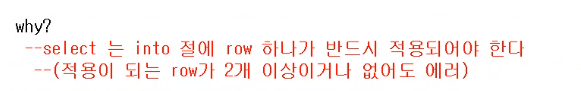 why?
--select 는 into 절에 row 하나가 반드시 적용되어야 한다
--(적용이 되는 row가 2개 이상이거나 없어도 에러)